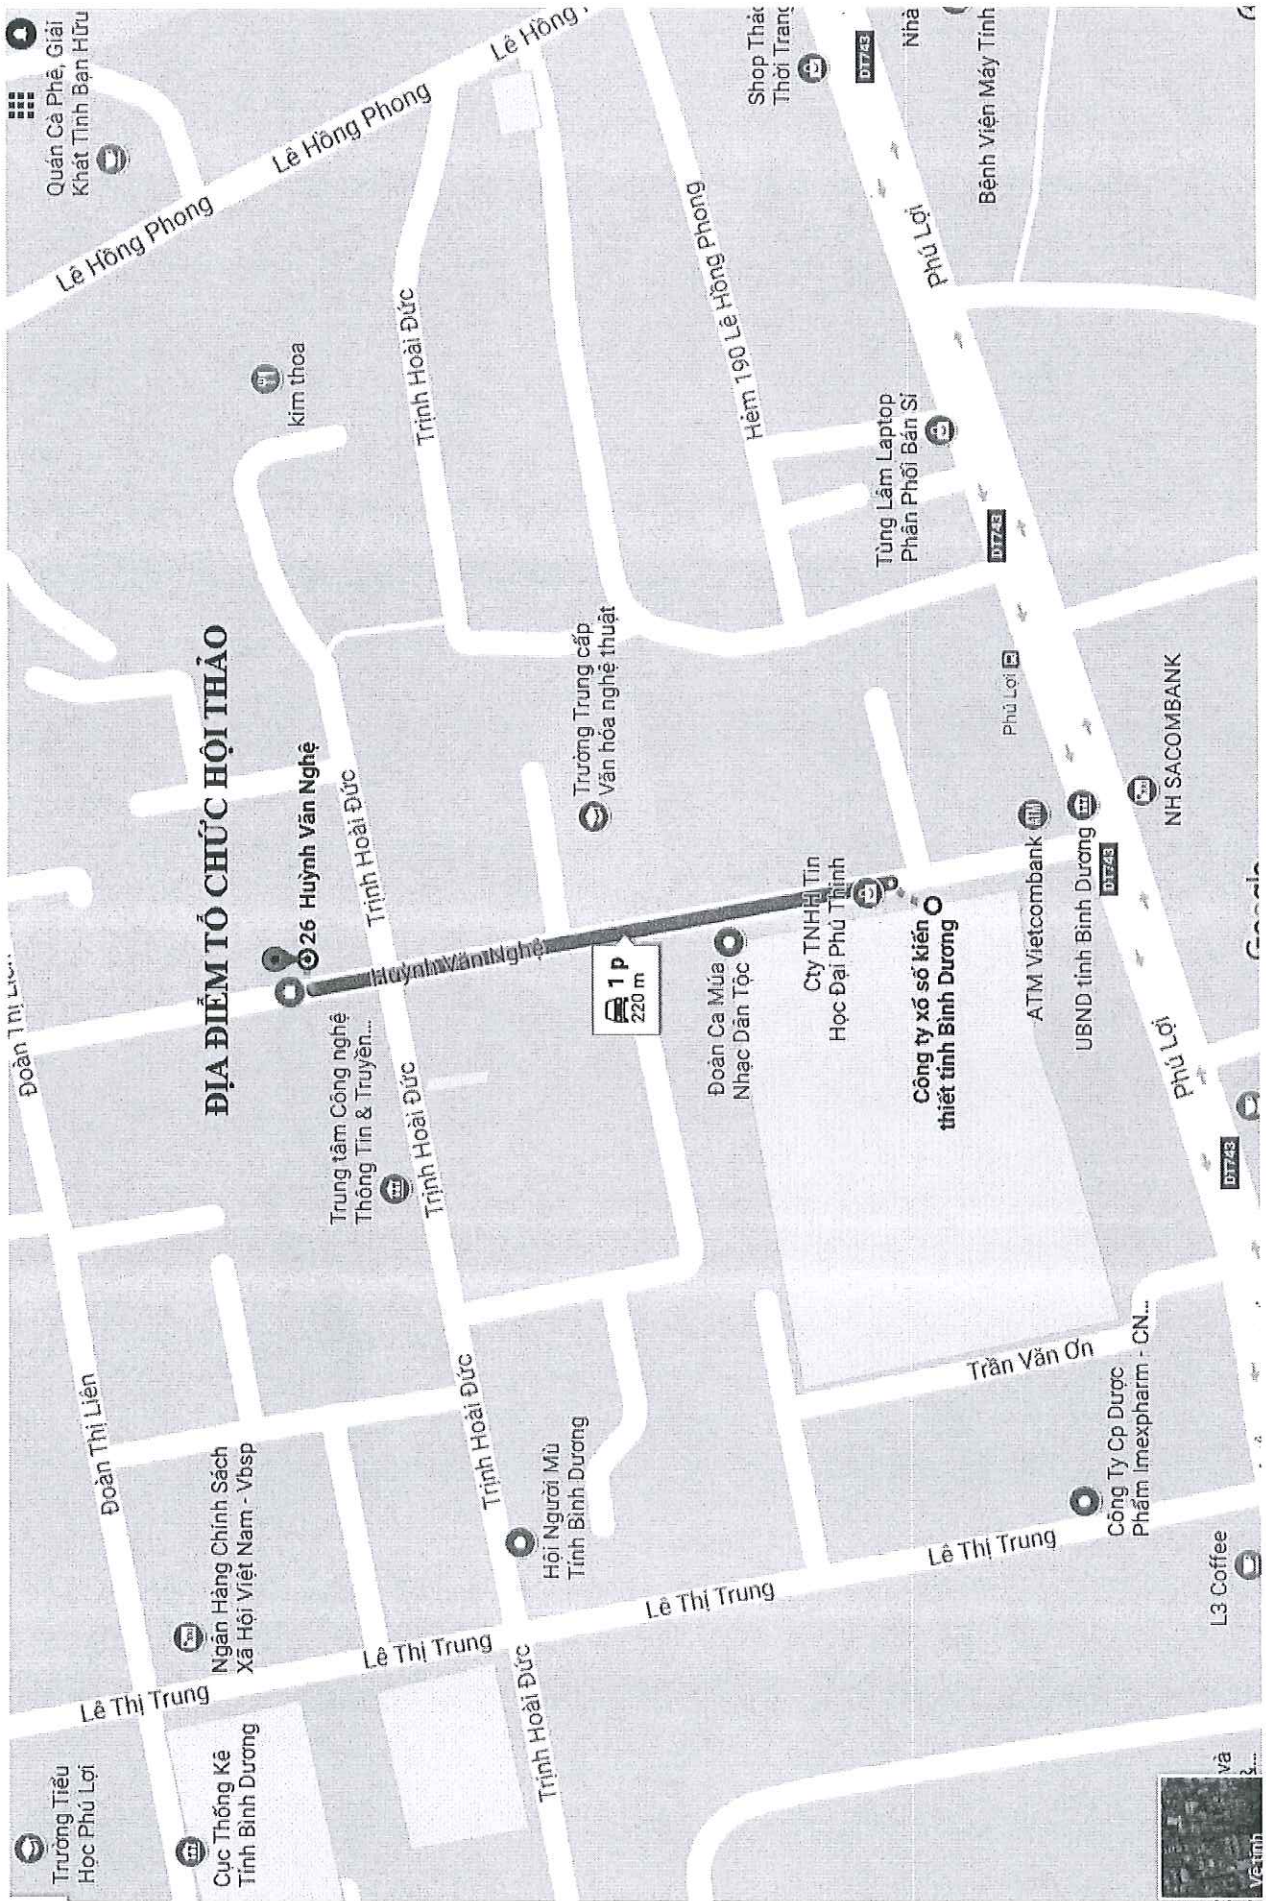 Trường Tiểu
Học Phú Lợi
Quán Cà Phê, Giải
Khát Tình Bạn Hữu
Đoàn Thị Liên
Đoàn Thị Liên
Lê Thị Trung
Lê Hồng Phong
Cục Thống Kê
Tỉnh Bình Dương
Ngân Hàng Chính Sách
Xã Hội Việt Nam - Vbsp
ĐỊA ĐIỂM TỔ CHỨC HỘI THẢO
26 Huỳnh Văn Nghệ
kim thoa
Lê Hồng Phong
Lê Hồng
Trung tâm Công nghệ
Thông Tin & Truyền...
Lê Thị Trung
Trịnh Hoài Đức
Trịnh Hoài Đức
Trịnh Hoài Đức
Trịnh Hoài Đức
Trịnh Hoài Đức
Huỳnh Văn Nghệ
Hội Người Mù
Tỉnh Bình Dương
Trường Trung cấp
Văn hóa nghệ thuật
1 p
220 m
Lê Thị Trung
Đoàn Ca Múa
Nhạc Dân Tộc
Hẻm 190 Lê Hồng Phong
Shop Thảo
Thời Trang
Cty TNHH Tin
Học Đại Phú Thịnh
DT743
Tùng Lâm Laptop
Phân Phối Bán Sỉ
Nhà
Công ty xổ số kiến
thiết tỉnh Bình Dương
Phú Lợi
Lê Thị Trung
Trần Văn Ơn
Bệnh Viện Máy Tính
DT743
Phú Lợi
ATM Vietcombank
UBND tỉnh Bình Dương
DT743
Công Ty Cp Dược
Phẩm Imexpharm - CN...
NH SACOMBANK
Phú Lợi
L3 Coffee
DT743
và
Vệ tinh
Google